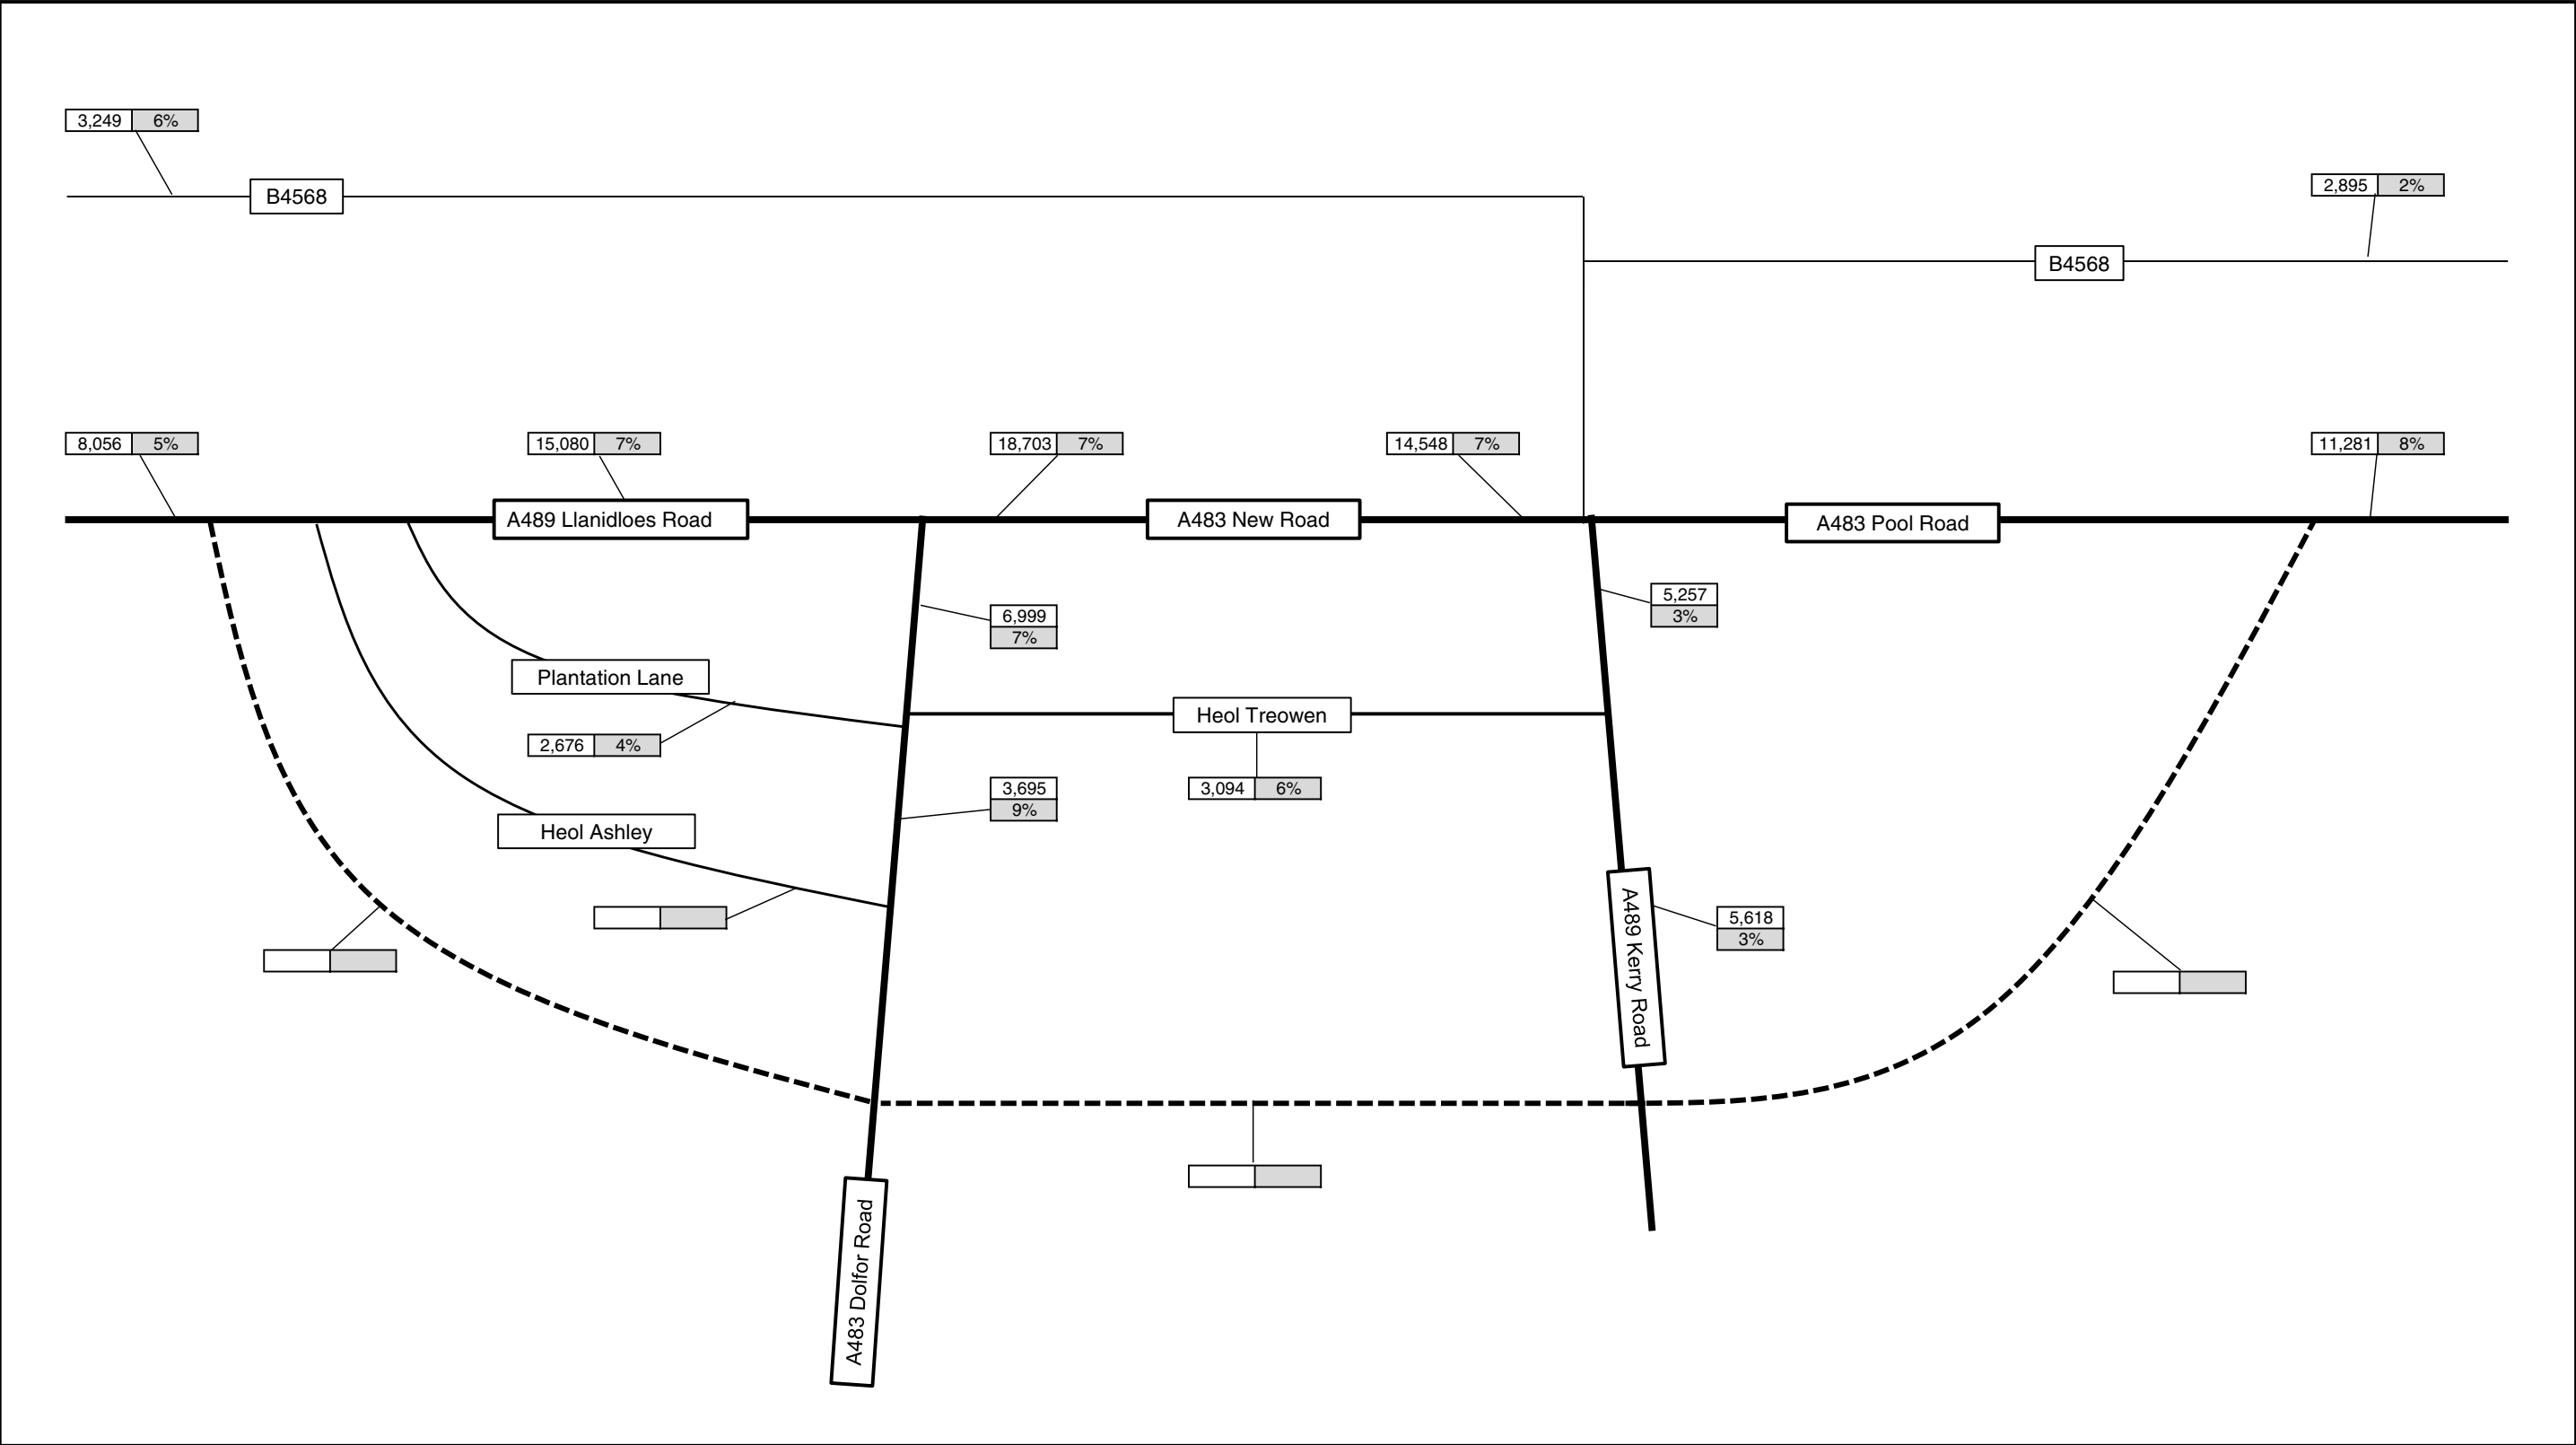 3,249 6%
B4568
2,895 2%
B4568
8,056 5%
15,080 7%
18,703 7%
14,548 7%
11,281 8%
A489 Llanidloes Road
A483 New Road
A483 Pool Road
5,257
3%
6,999
7%
Plantation Lane
Heol Treowen
2,676 4%
3,695
9%
3,094 6%
Heol Ashley
A489 Kerry Road
5,618
3%
A483 Dolfor Road